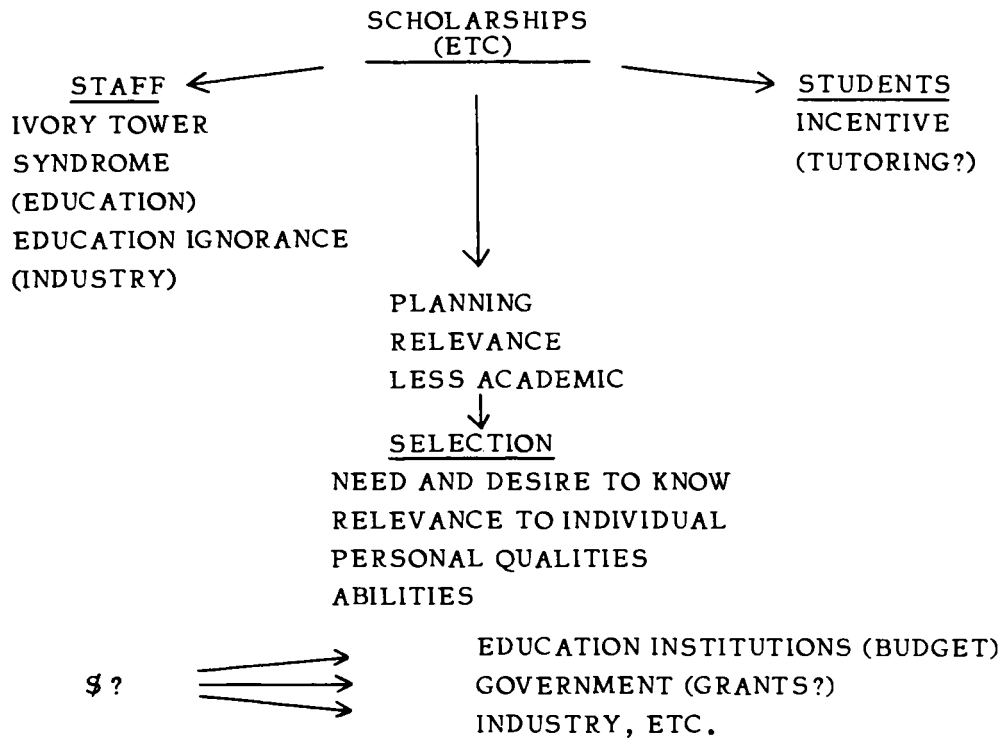 SCHOLARSHIPS
(ETC)
STAFF
IVORY TOWER
SYNDROME
(EDUCATION)
EDUCATION IGNORANCE
(INDUSTRY)
STUDENTS
INCENTIVE
(TUTORING?)
PLANNING
RELEVANCE
LESS ACADEMIC
SELECTION
NEED AND DESIRE TO KNOW
RELEVANCE TO INDIVIDUAL
PERSONAL QUALITIES
ABILITIES
$ ?
EDUCATION INSTITUTIONS (BUDGET)
GOVERNMENT (GRANTS?)
INDUSTRY, ETC.